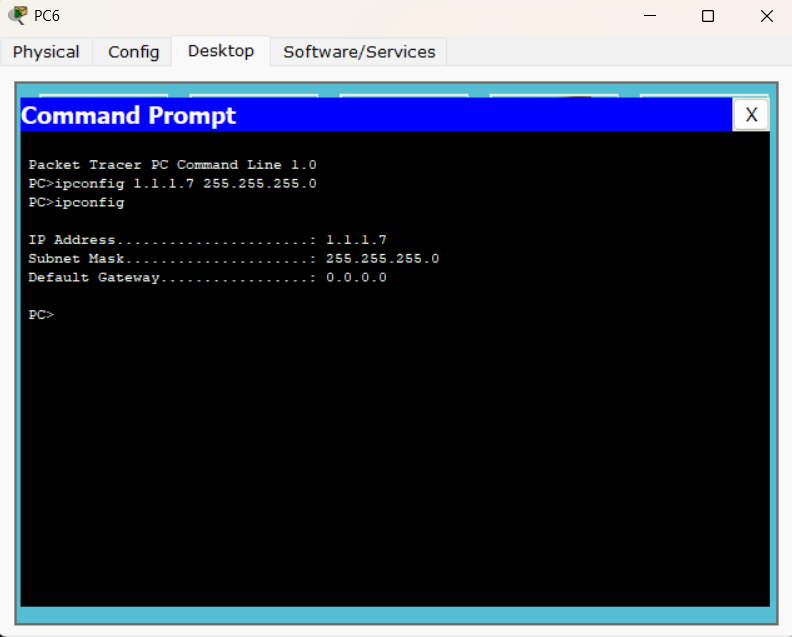 PC6
Physical Config Desktop Software/Services
Command Prompt X
Packet Tracer PC Command Line 1.0
PC>ipconfig 1.1.1.7 255.255.255.0
PC>ipconfig
IP Address......................: 1.1.1.7
Subnet Mask.....................: 255.255.255.0
Default Gateway.................: 0.0.0.0
PC>